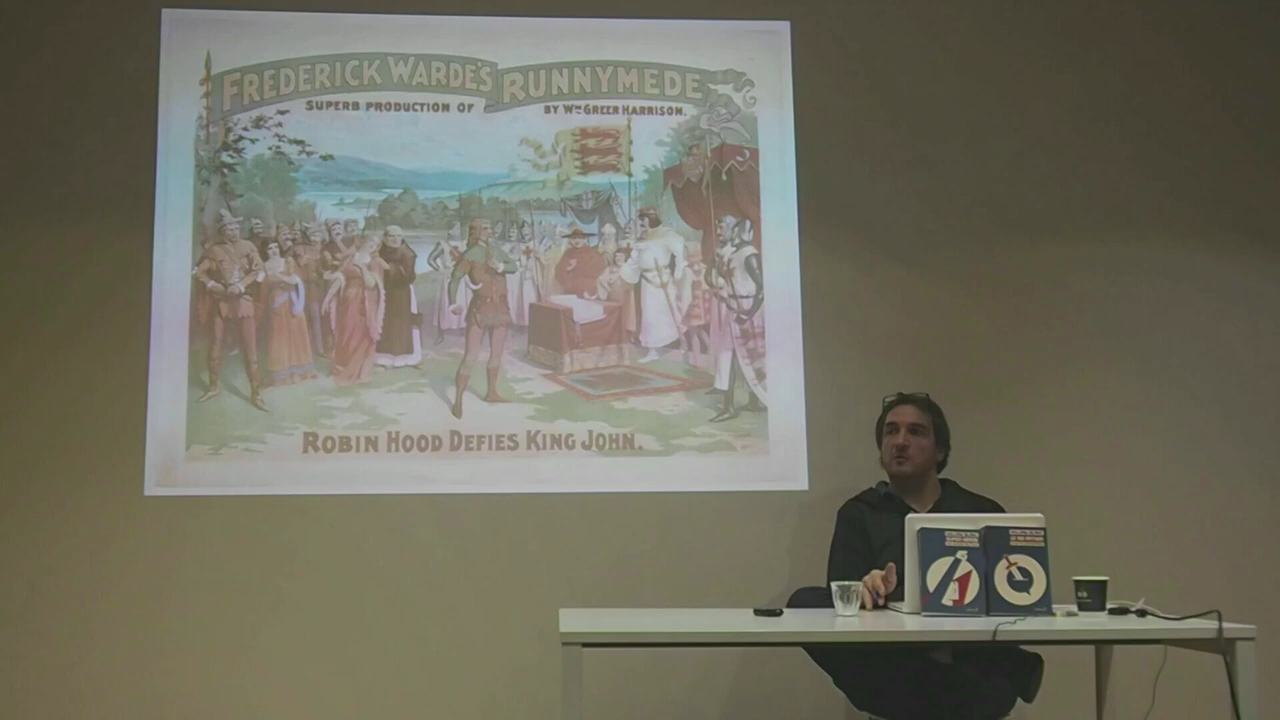 FREDERICK WARDE'S RUNNYMEDE
SUPERB PRODUCTION OF BY WM GREER HARRISON.
ROBIN HOOD DEFIES KING JOHN.